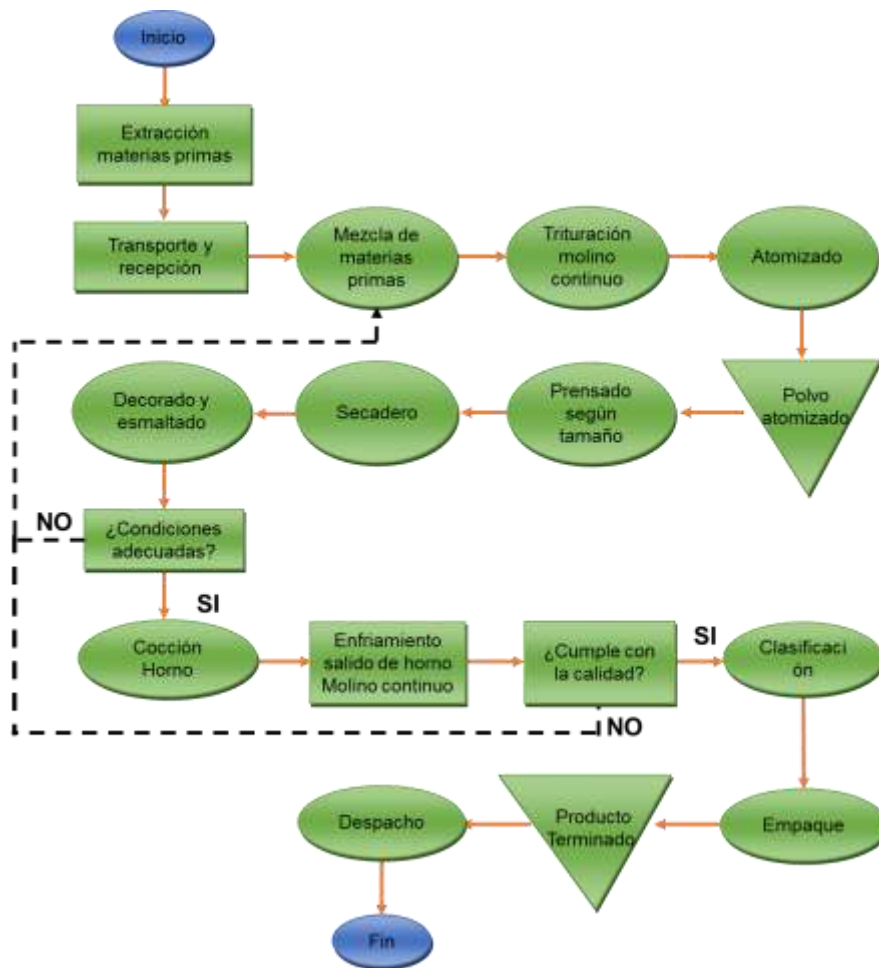 Inicio
Extracción
materias primas
Transporte y
recepción
Mezcla de
materias
primas
Trituración
molino
continuo
Atomizado
Polvo
atomizado
Prensado
según
tamaño
Secadero
Decorado y
esmaltado
NO
¿Condiciones
adecuadas?
SI
Cocción
Horno
Enfriamiento
salido de horno
Molino continuo
¿Cumple con
la calidad?
SI
NO
Clasificaci
ón
Empaque
Producto
Terminado
Despacho
Fin